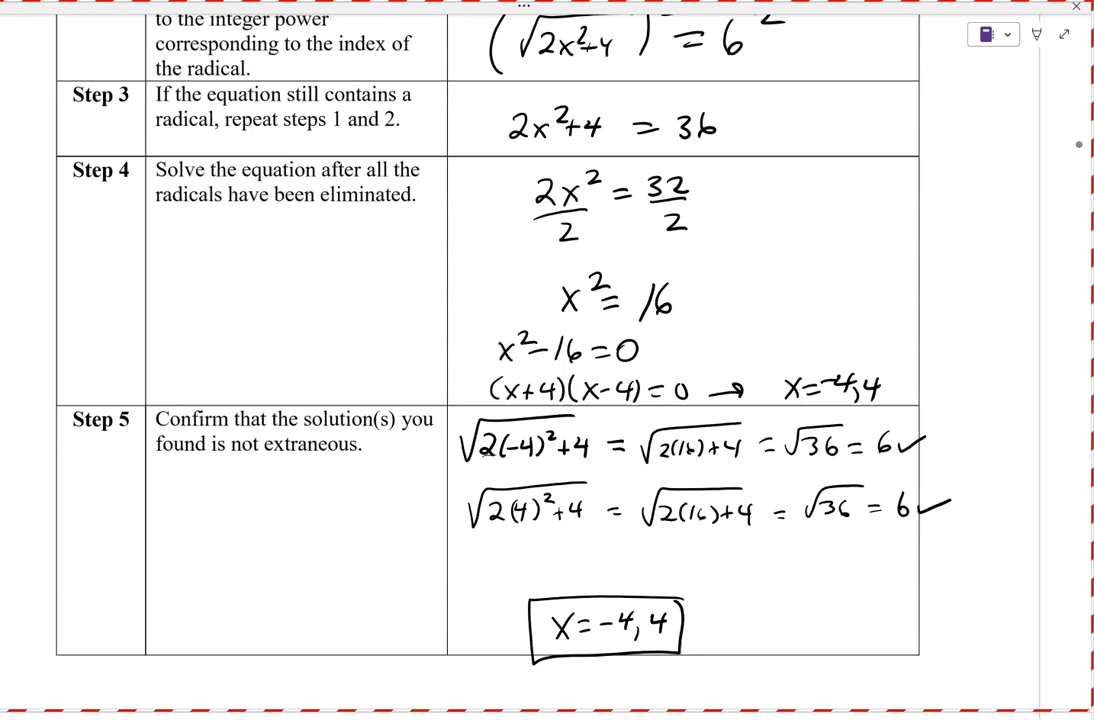 to the integer power
corresponding to the index of
the radical.
(√2x²+4)² = 6²
Step 3
If the equation still contains a
radical, repeat steps 1 and 2.
2x²+4 = 36
Step 4
Solve the equation after all the
radicals have been eliminated.
2x²/2 = 32/2
x² = 16
x²-16=0
(x+4)(x-4)=0 → x=-4,4
Step 5
Confirm that the solution(s) you
found is not extraneous.
√2(-4)²+4 = √2(16)+4 = √36 = 6✓
√2(4)²+4 = √2(16)+4 = √36 = 6✓
x=-4,4